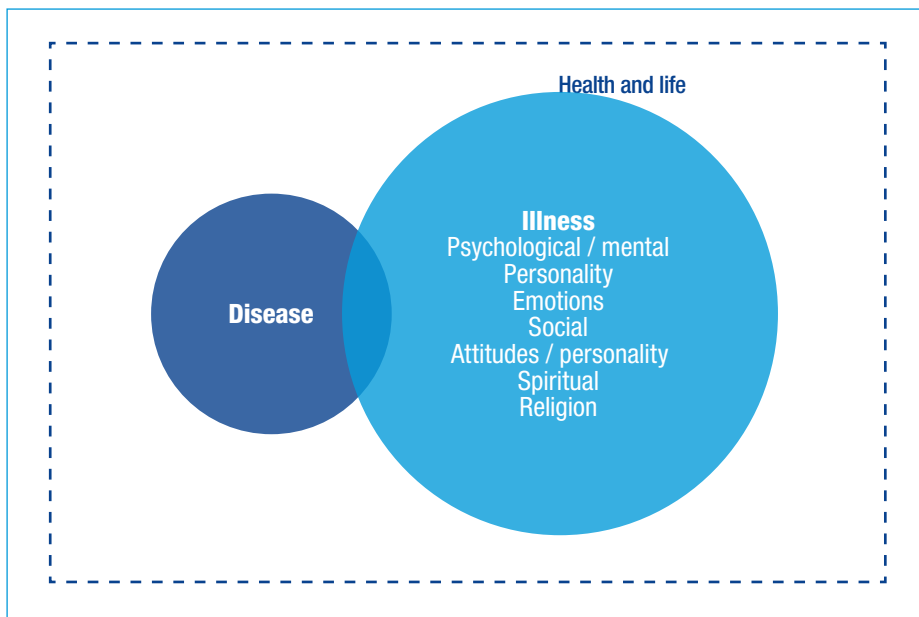 Health and life
Illness
Psychological / mental
Personality
Emotions
Disease
Social
Attitudes / personality
Spiritual
Religion